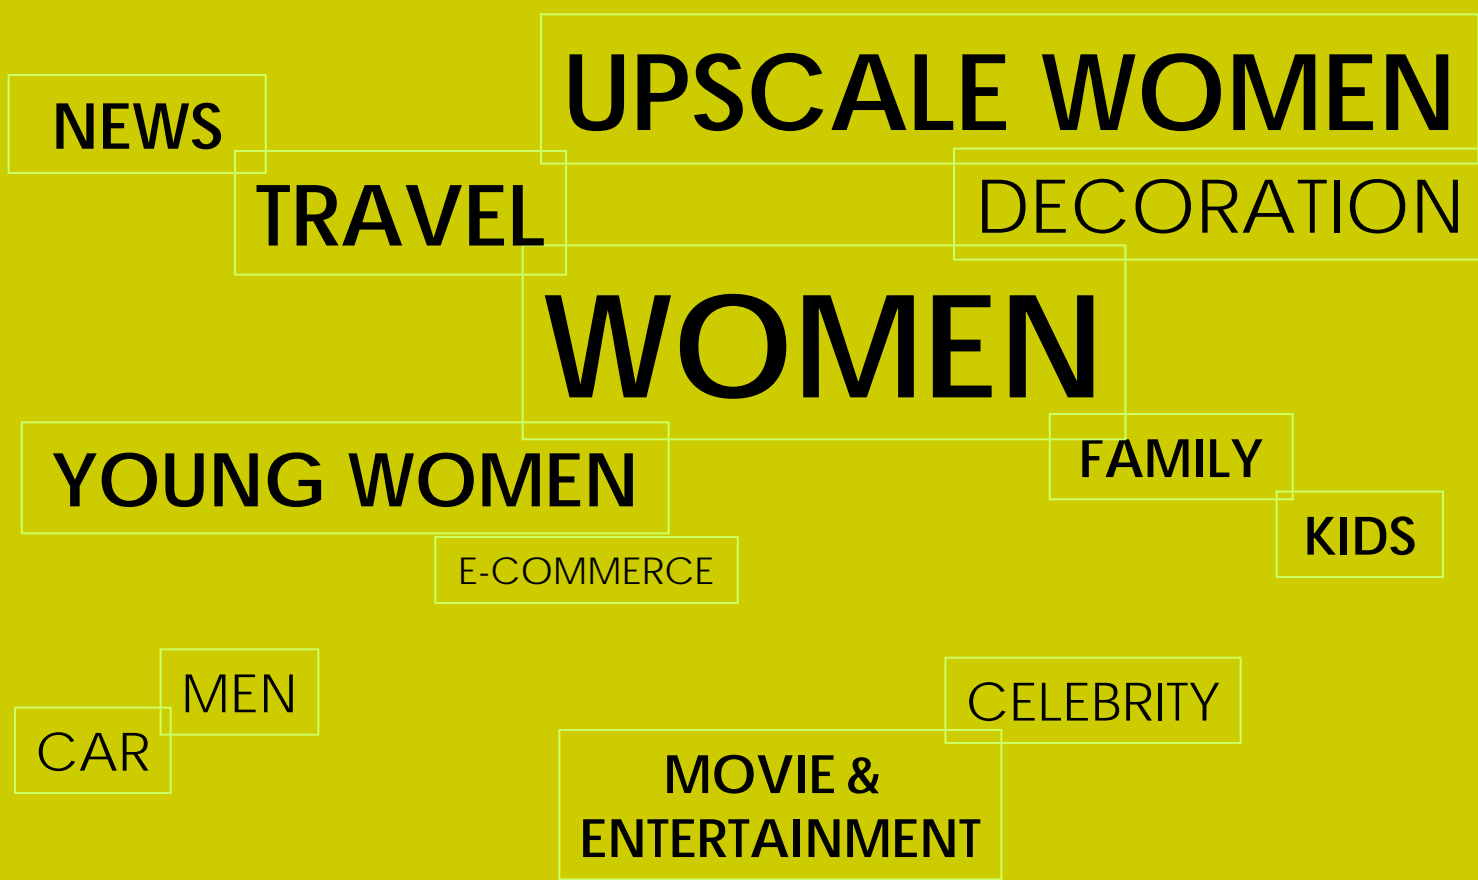 UPSCALE WOMEN
NEWS
TRAVEL
DECORATION
WOMEN
YOUNG WOMEN
FAMILY
KIDS
E-COMMERCE
MEN
CELEBRITY
CAR
MOVIE &
ENTERTAINMENT